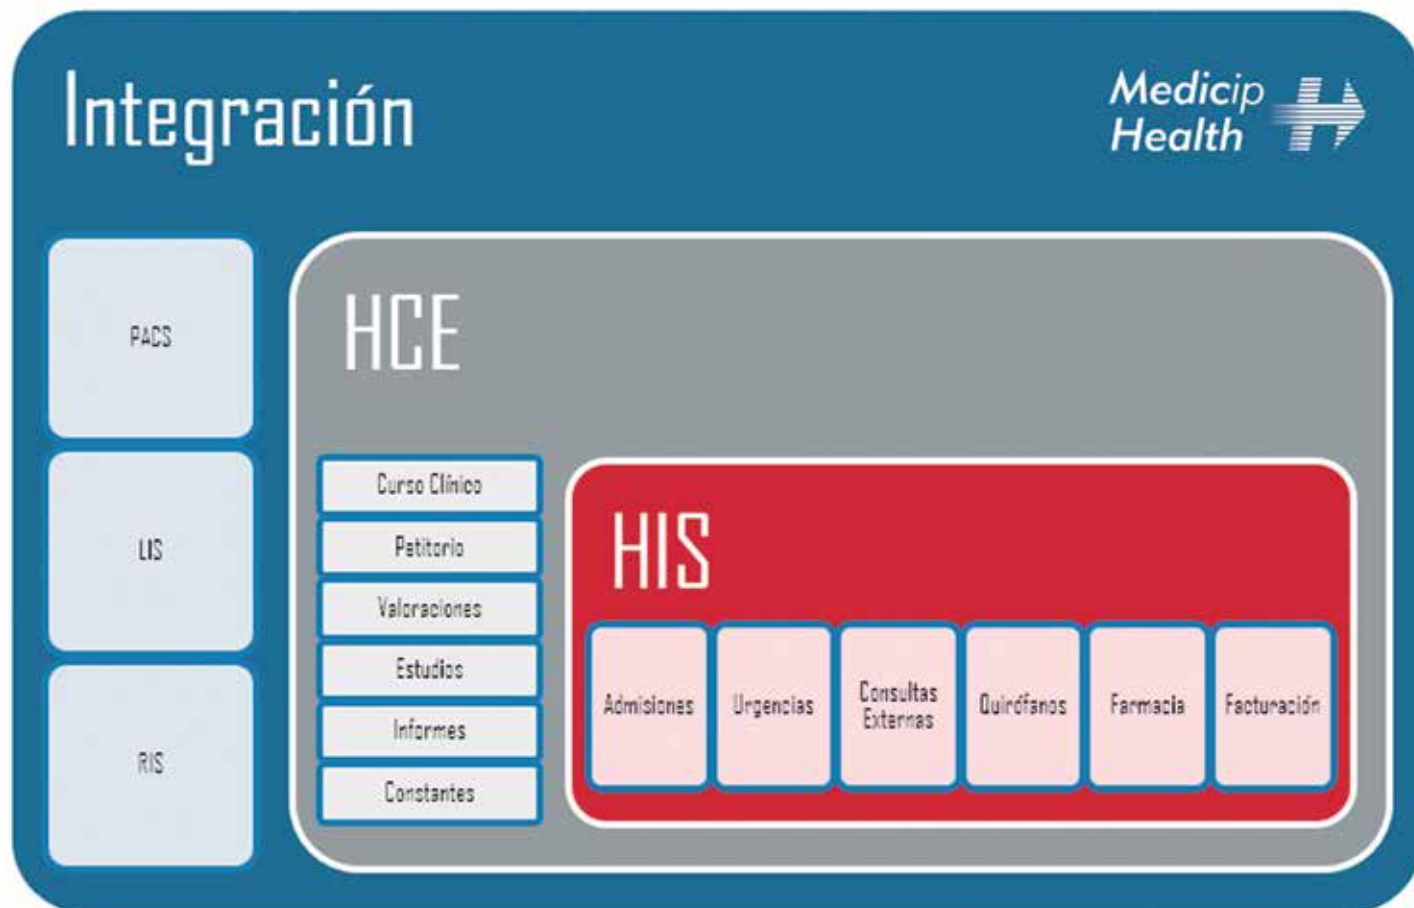 Integración
Medicip
Health
PACS
LIS
RIS
HCE
Curso Clínico
Petitorio
Valoraciones
Estudios
Informes
Constantes
HIS
Admisiones
Urgencias
Consultas
Externas
Quirófanos
Farmacia
Facturación